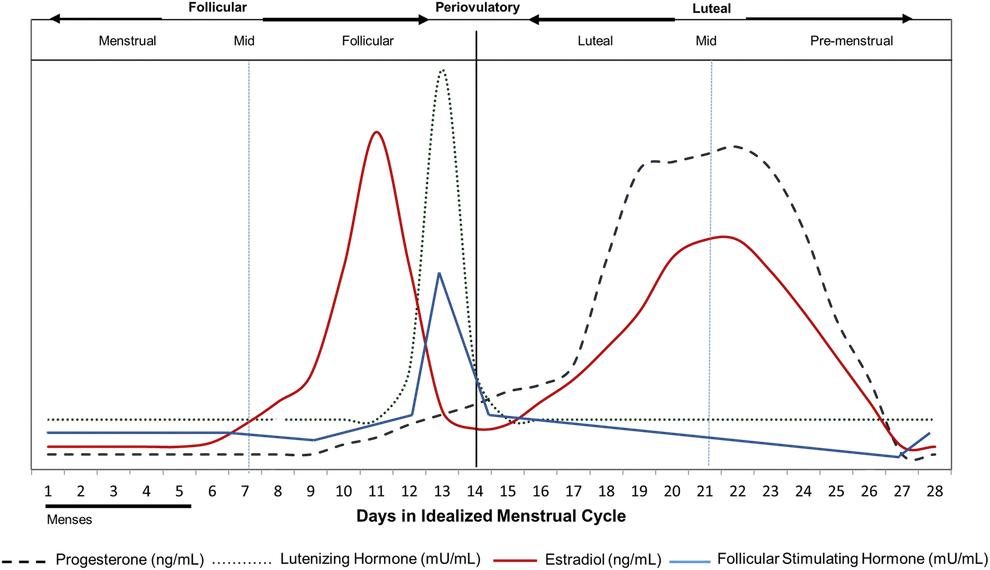 Follicular Periovulatory Luteal
Menstrual Mid Follicular Luteal Mid Pre-menstrual
1 2 3 4 5 6 7 8 9 10 11 12 13 14 15 16 17 18 19 20 21 22 23 24 25 26 27 28
Menses
Days in Idealized Menstrual Cycle
Progesterone (ng/mL) Lutenizing Hormone (mU/mL) Estradiol (ng/mL) Follicular Stimulating Hormone (mU/mL)